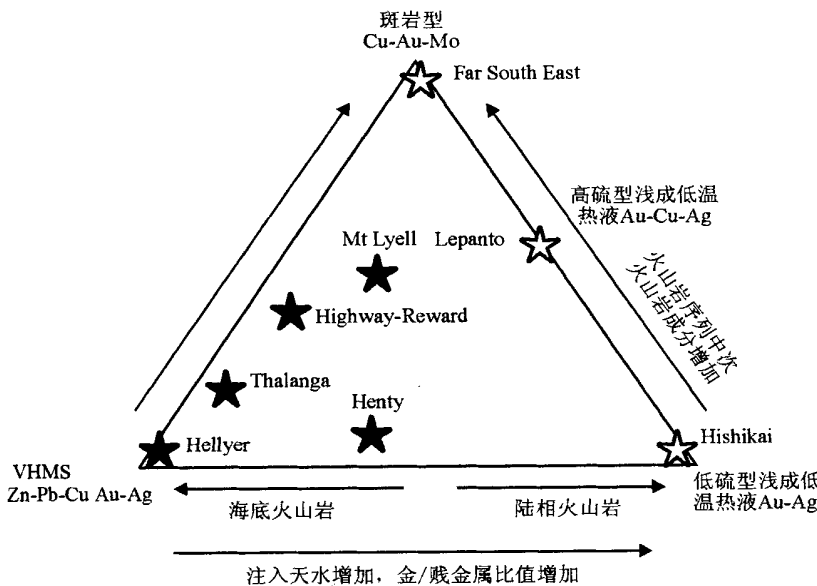 斑岩型
Cu-Au-Mo
Far South East
高硫型浅成低温
热液Au-Cu-Ag
Mt Lyell
Lepanto
火山岩序列中次
火山岩成分增加
Highway-Reward
Thalanga
Henty
Hellyer
Hishikai
VHMS
Zn-Pb-Cu Au-Ag
低硫型浅成低
温热液Au-Ag
海底火山岩
陆相火山岩
注入天水增加，金/贱金属比值增加